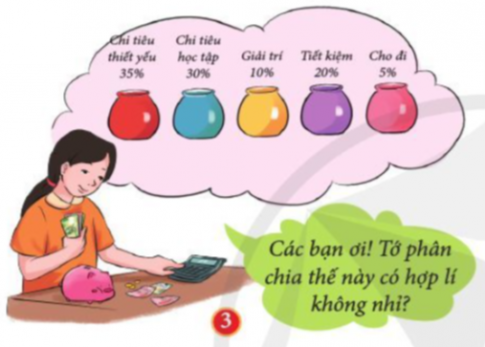 Chi tiêu
thiết yếu
35%
Chi tiêu
học tập
30%
Giải trí
10%
Tiết kiệm
20%
Cho đi
5%
Các bạn ơi! Tớ phân
chia thế này có hợp lí
không nhỉ?
3